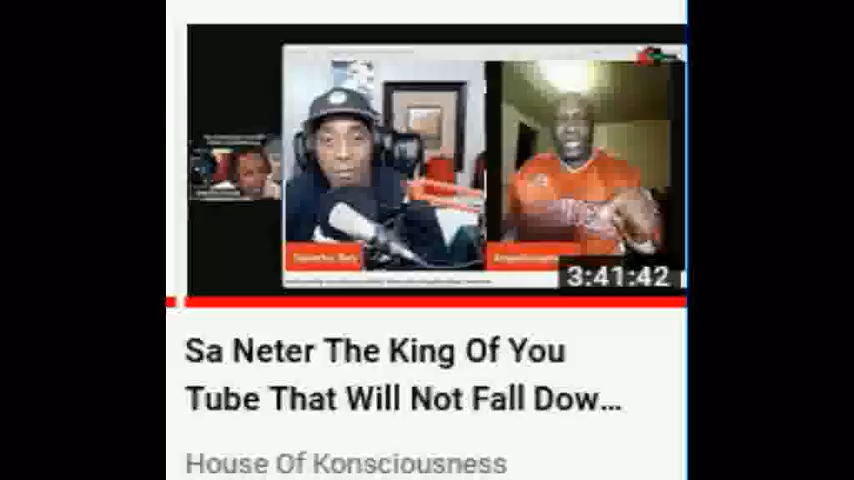 3:41:42
Sa Neter The King Of You
Tube That Will Not Fall Dow...
House Of Konsciousness